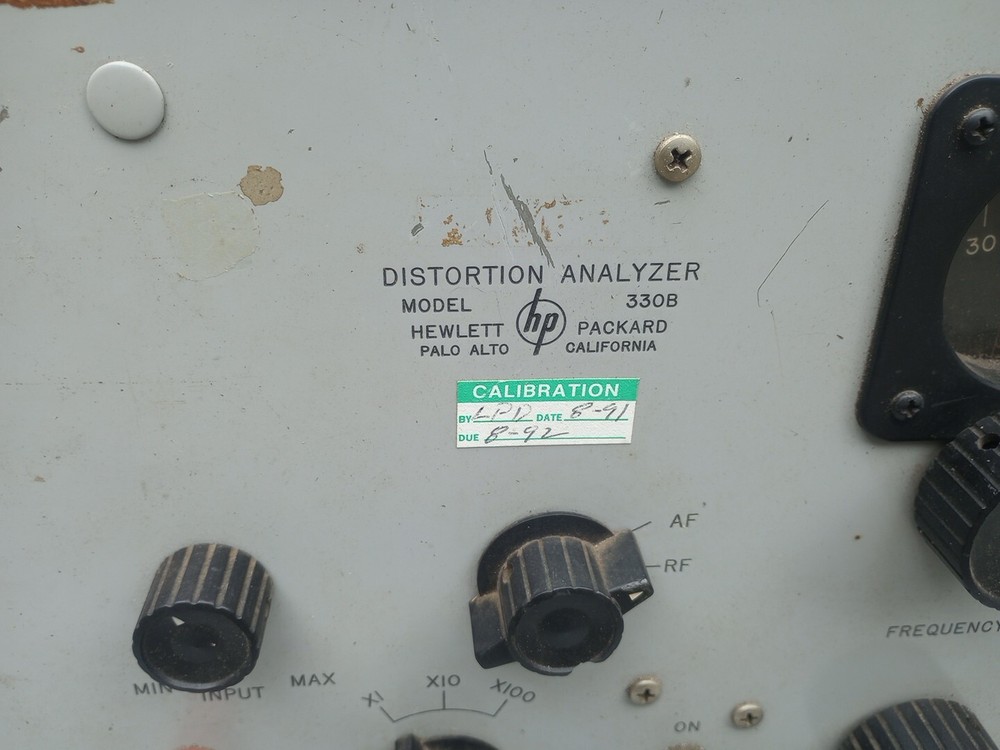 DISTORTION ANALYZER
MODEL 330B
HEWLETT hp PACKARD
PALO ALTO CALIFORNIA
CALIBRATION
BY LPD DATE 8-91
DUE 8-92
30
AF
RF
FREQUENCY
MIN INPUT MAX
X1 X10 X100
ON